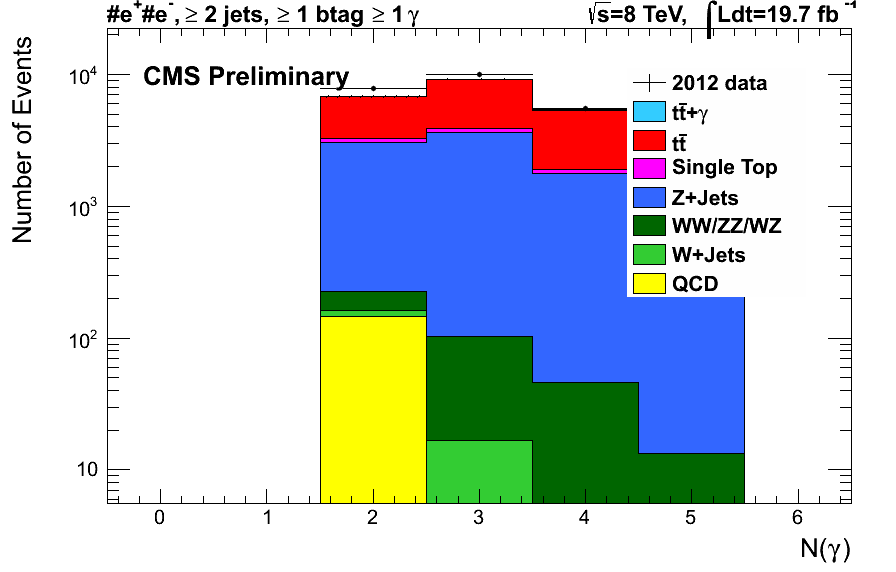 #e⁺#e⁻, ≥ 2 jets, ≥ 1 btag ≥ 1 γ
√s=8 TeV, ∫Ldt=19.7 fb⁻¹
Number of Events
CMS Preliminary
2012 data
tt̄+γ
tt̄
Single Top
Z+Jets
WW/ZZ/WZ
W+Jets
QCD
10⁴
10³
10²
10
0 1 2 3 4 5 6
N(γ)